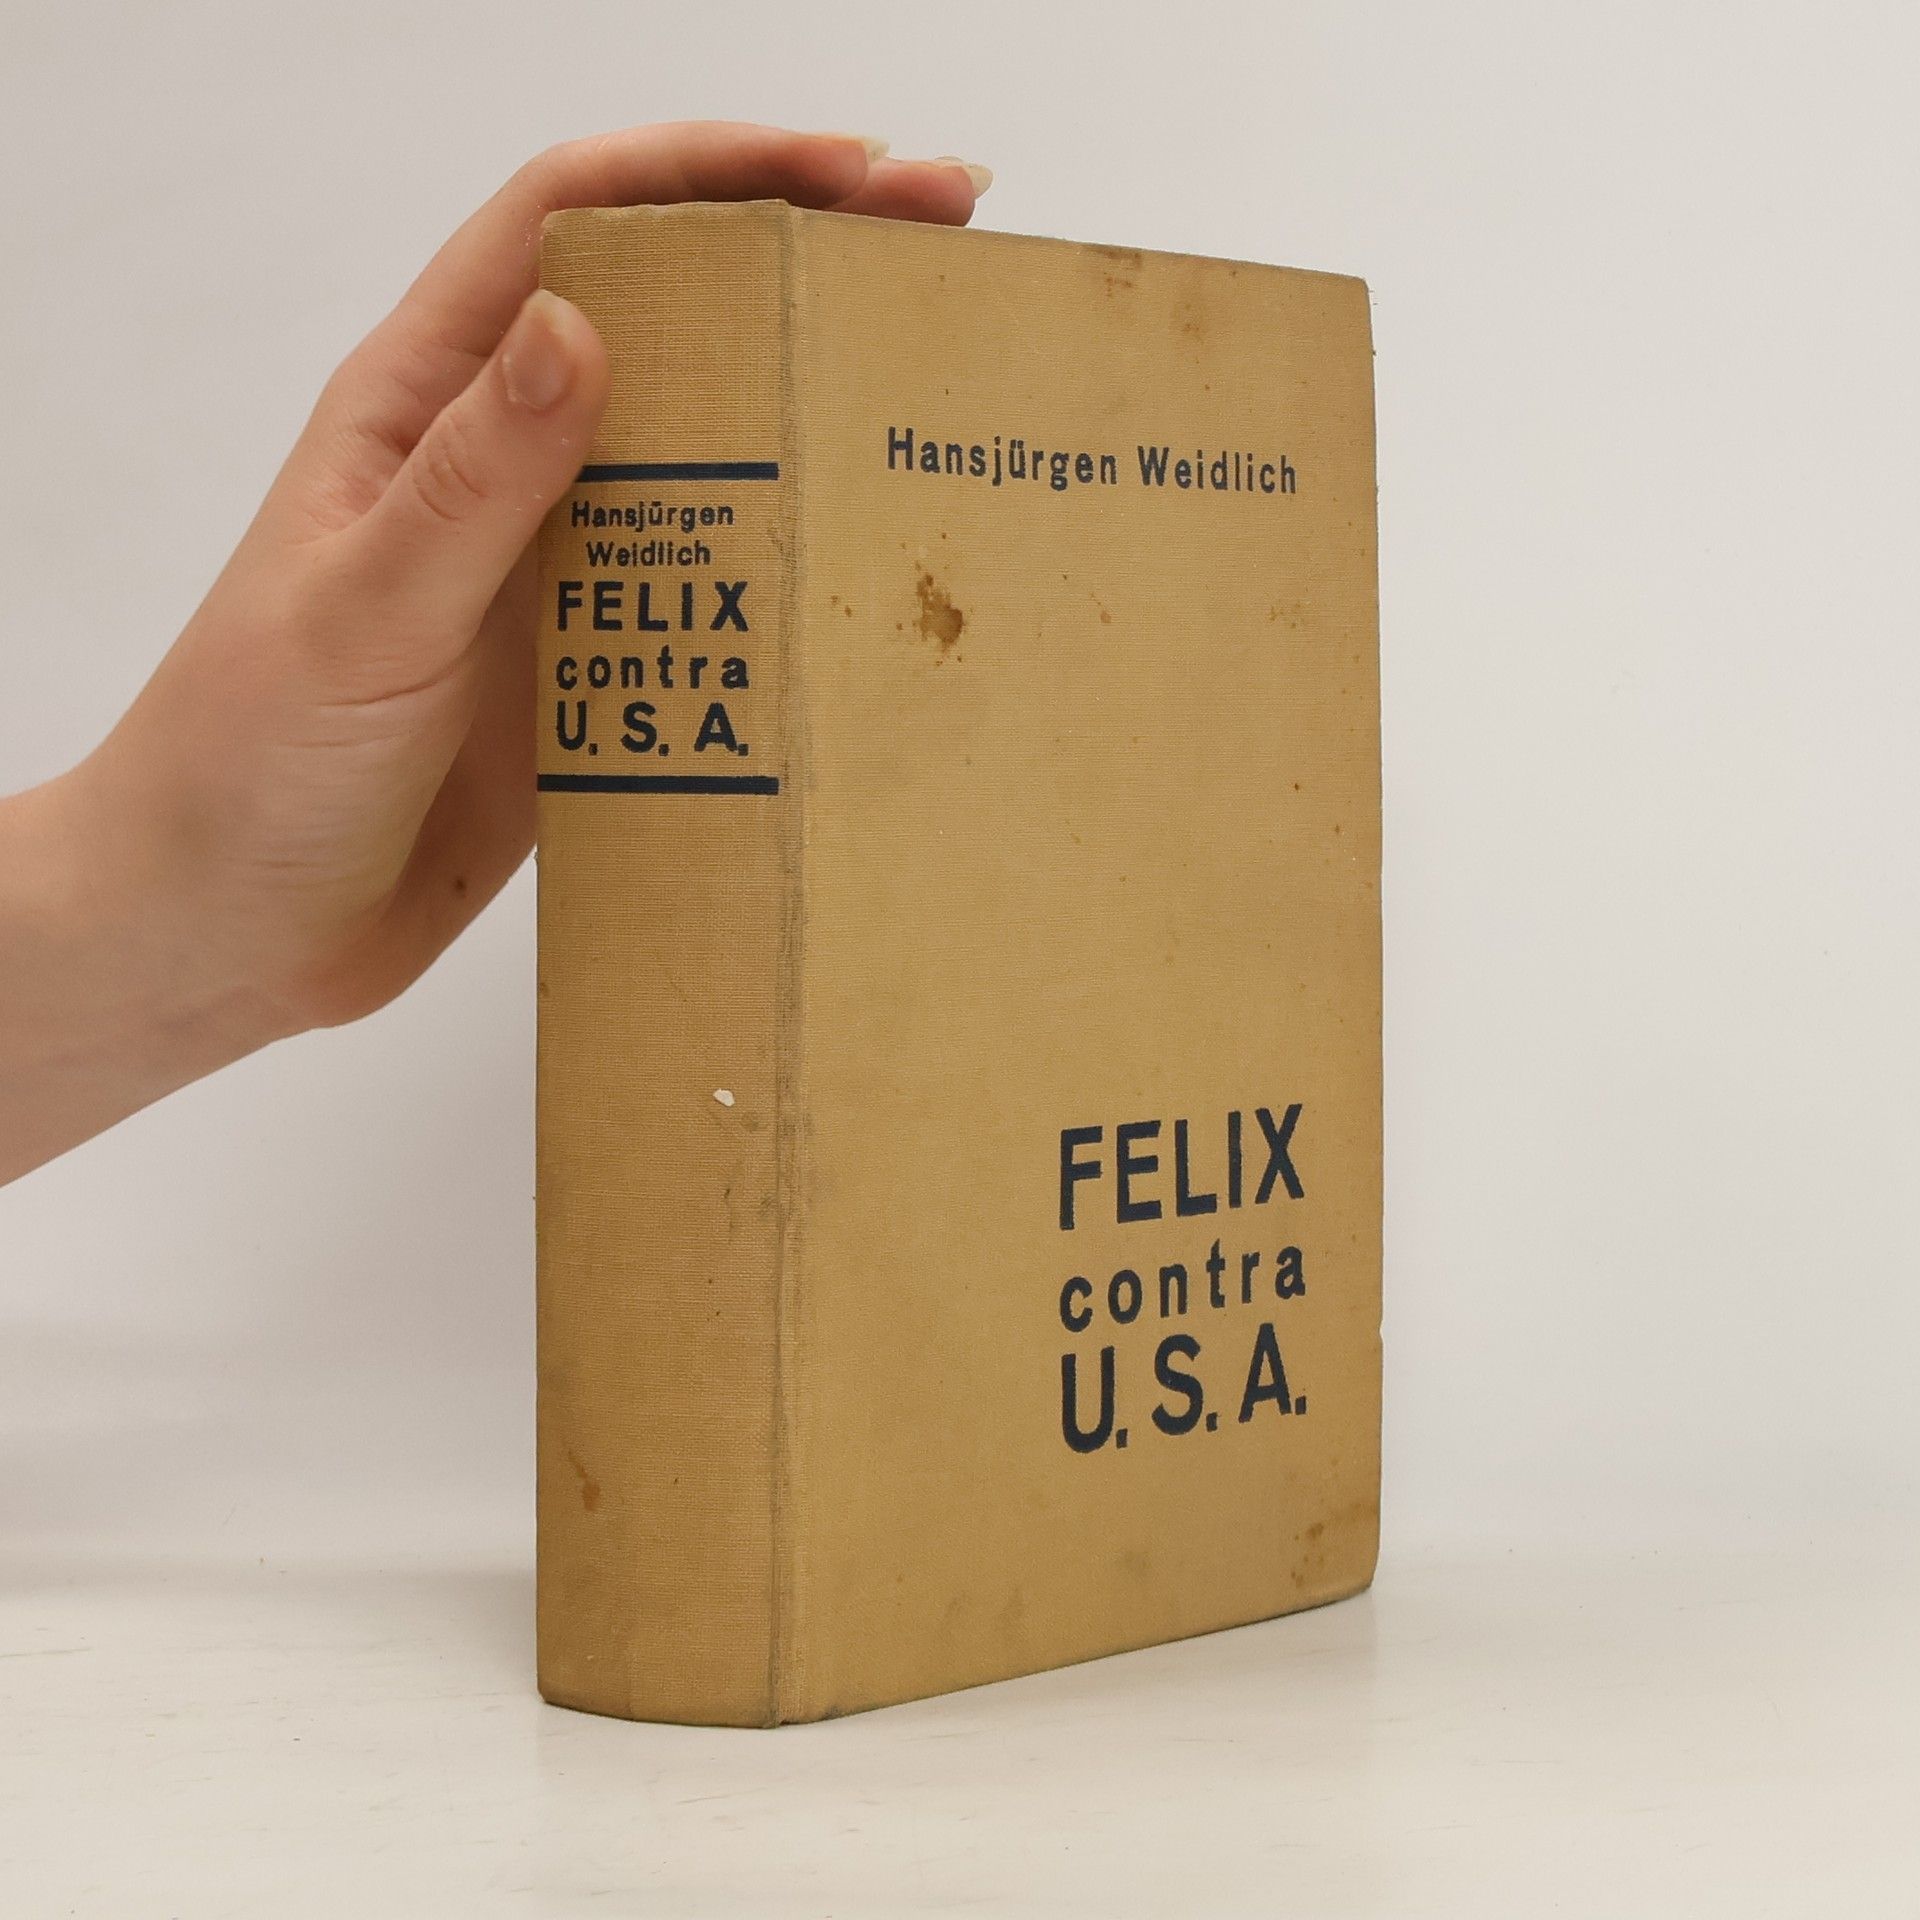 Hansjürgen
Weidlich
FELIX
contra
U. S. A.
Hansjürgen Weidlich
FELIX
contra
U. S. A.